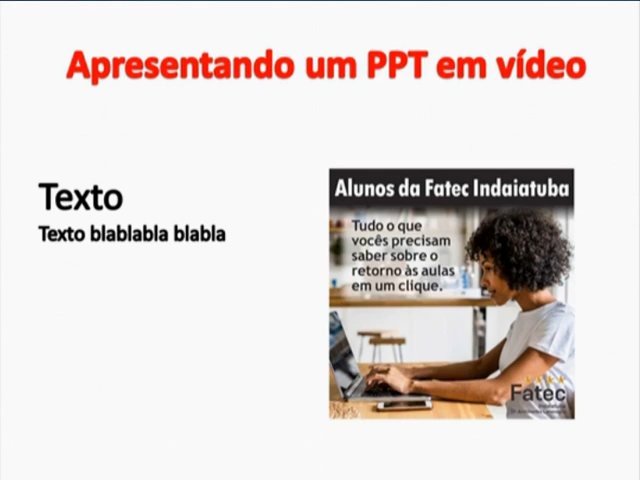 Apresentando um PPT em vídeo
Texto
Texto blablabla blabla
Alunos da Fatec Indaiatuba
Tudo o que
vocês precisam
saber sobre o
retorno às aulas
em um clique.
Fatec
Indaiatuba